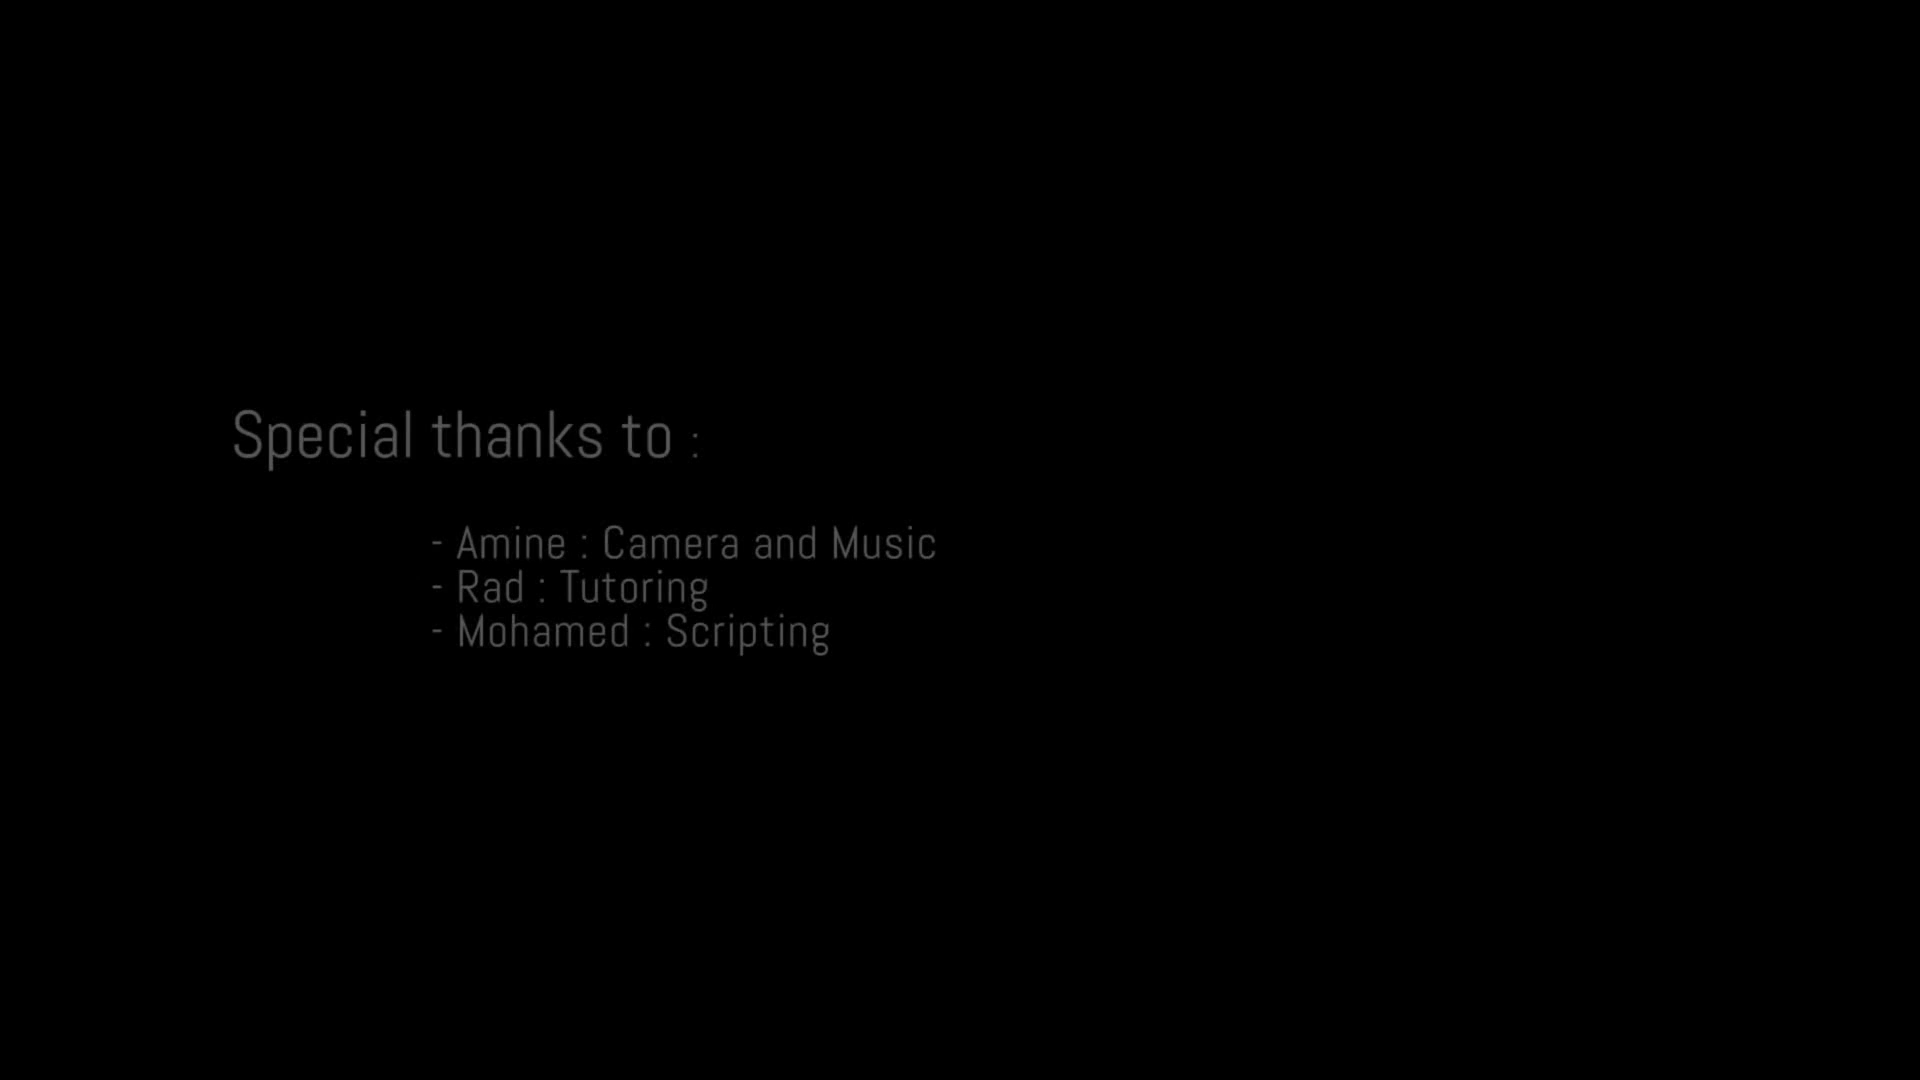 Special thanks to :
- Amine : Camera and Music
- Rad : Tutoring
- Mohamed : Scripting